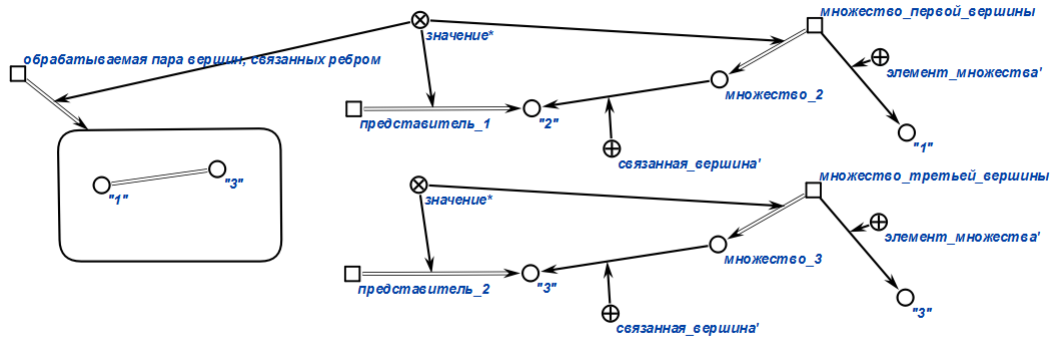 множество_первой_вершины
значение*
обрабатываемая пара вершин, связанных ребром
элемент_множества'
множество_2
представитель_1
"2"
"1"
связанная_вершина'
"3"
"1"
множество_третьей_вершины
значение*
элемент_множества'
множество_3
представитель_2
"3"
"3"
связанная_вершина'